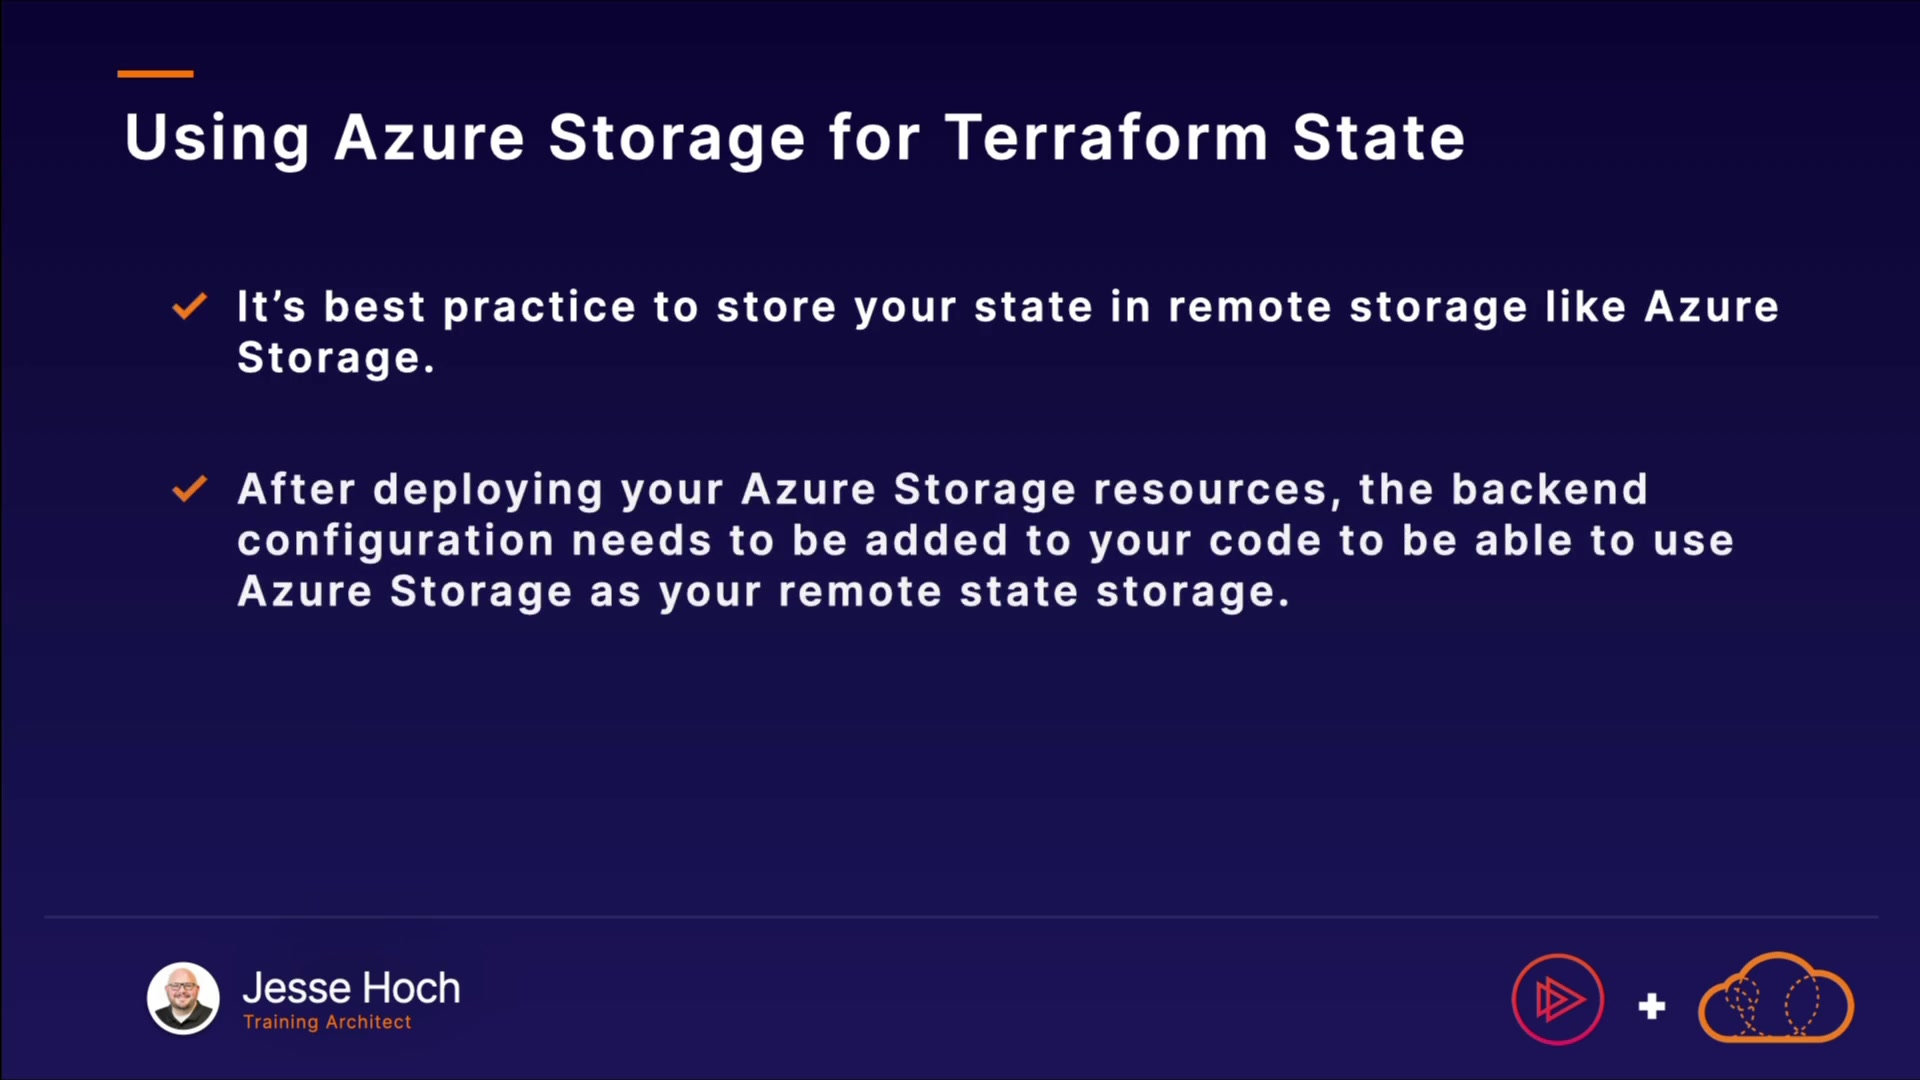 Using Azure Storage for Terraform State
It’s best practice to store your state in remote storage like Azure
Storage.
After deploying your Azure Storage resources, the backend
configuration needs to be added to your code to be able to use
Azure Storage as your remote state storage.
Jesse Hoch
Training Architect